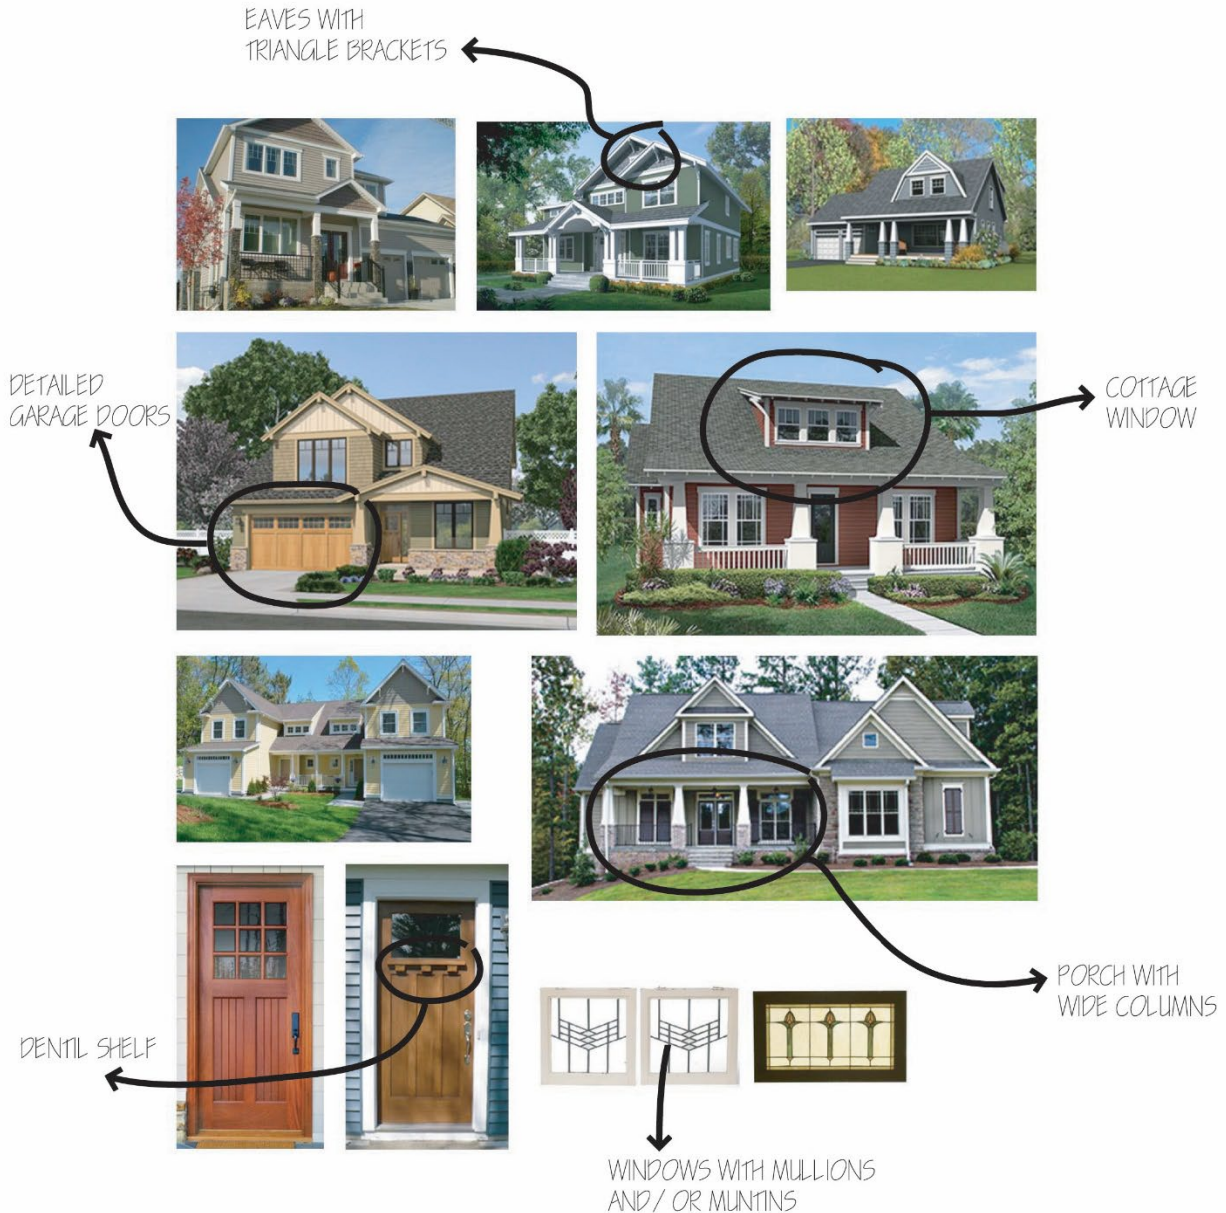 EAVES WITH
TRIANGLE BRACKETS
DETAILED
GARAGE DOORS
COTTAGE
WINDOW
PORCH WITH
WIDE COLUMNS
DENTIL SHELF
WINDOWS WITH MULLIONS
AND/ OR MUNTINS